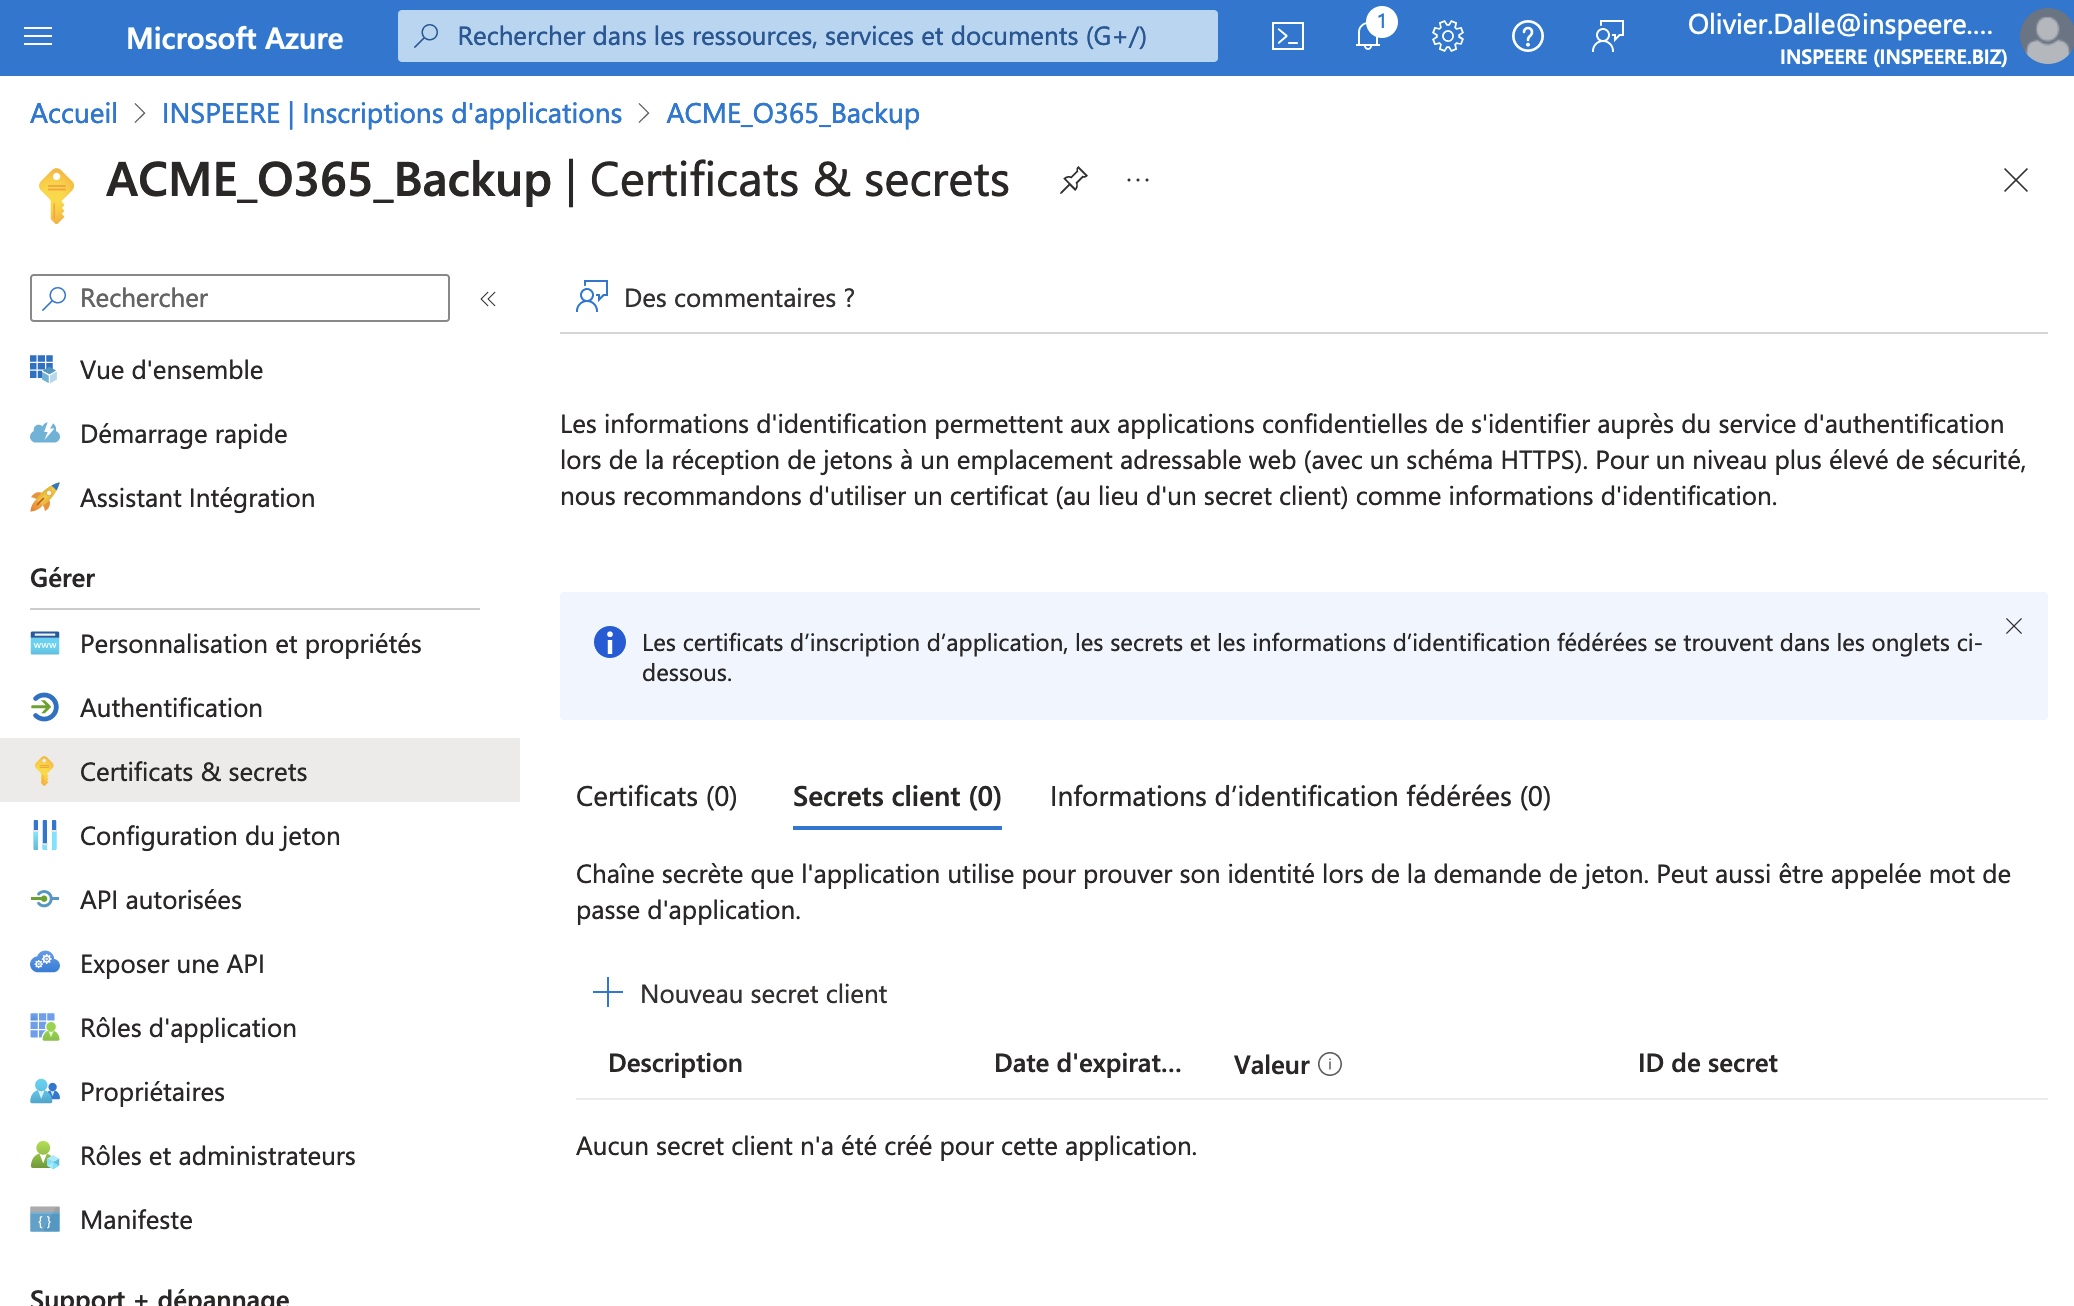 Microsoft Azure
Rechercher dans les ressources, services et documents (G+/)
1
Olivier.Dalle@inspeere....
INSPEERE (INSPEERE.BIZ)
Accueil > INSPEERE | Inscriptions d'applications > ACME_O365_Backup
ACME_O365_Backup | Certificats & secrets
Rechercher
Vue d'ensemble
Démarrage rapide
Assistant Intégration
Gérer
Personnalisation et propriétés
Authentification
Certificats & secrets
Configuration du jeton
API autorisées
Exposer une API
Rôles d'application
Propriétaires
Rôles et administrateurs
Manifeste
Support + dépannage
Des commentaires ?
Les informations d'identification permettent aux applications confidentielles de s'identifier auprès du service d'authentification
lors de la réception de jetons à un emplacement adressable web (avec un schéma HTTPS). Pour un niveau plus élevé de sécurité,
nous recommandons d'utiliser un certificat (au lieu d'un secret client) comme informations d'identification.
Les certificats d’inscription d’application, les secrets et les informations d’identification fédérées se trouvent dans les onglets ci-
dessous.
Certificats (0) Secrets client (0) Informations d’identification fédérées (0)
Chaîne secrète que l'application utilise pour prouver son identité lors de la demande de jeton. Peut aussi être appelée mot de
passe d'application.
Nouveau secret client
Description Date d'expirat... Valeur ID de secret
Aucun secret client n'a été créé pour cette application.